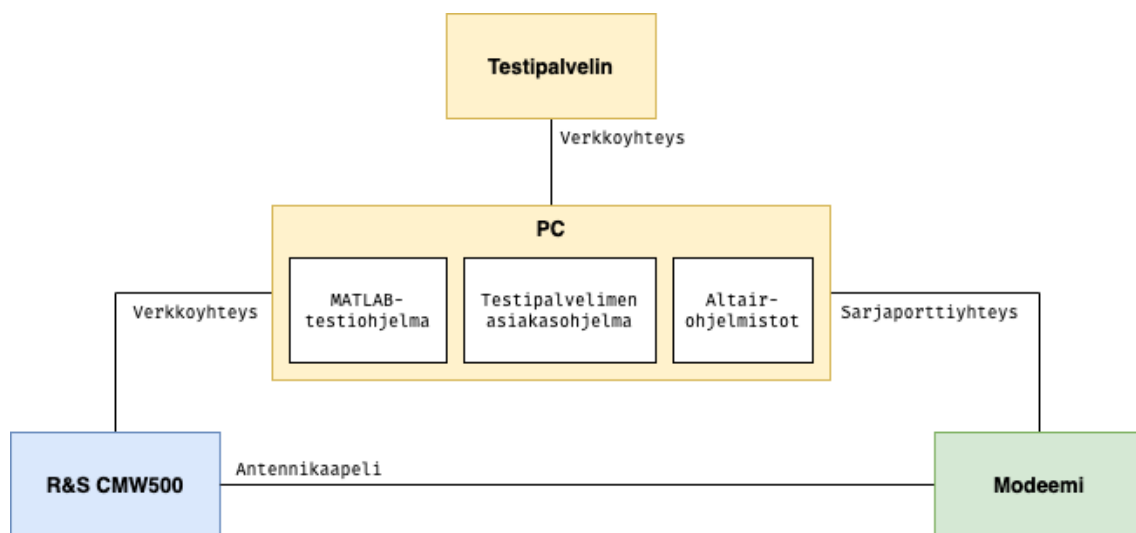 Testipalvelin
Verkkoyhteys
PC
MATLAB-
testiohjelma
Testipalvelimen
asiakasohjelma
Altair-
ohjelmistot
Verkkoyhteys
Sarjaporttiyhteys
R&S CMW500
Antennikaapeli
Modeemi